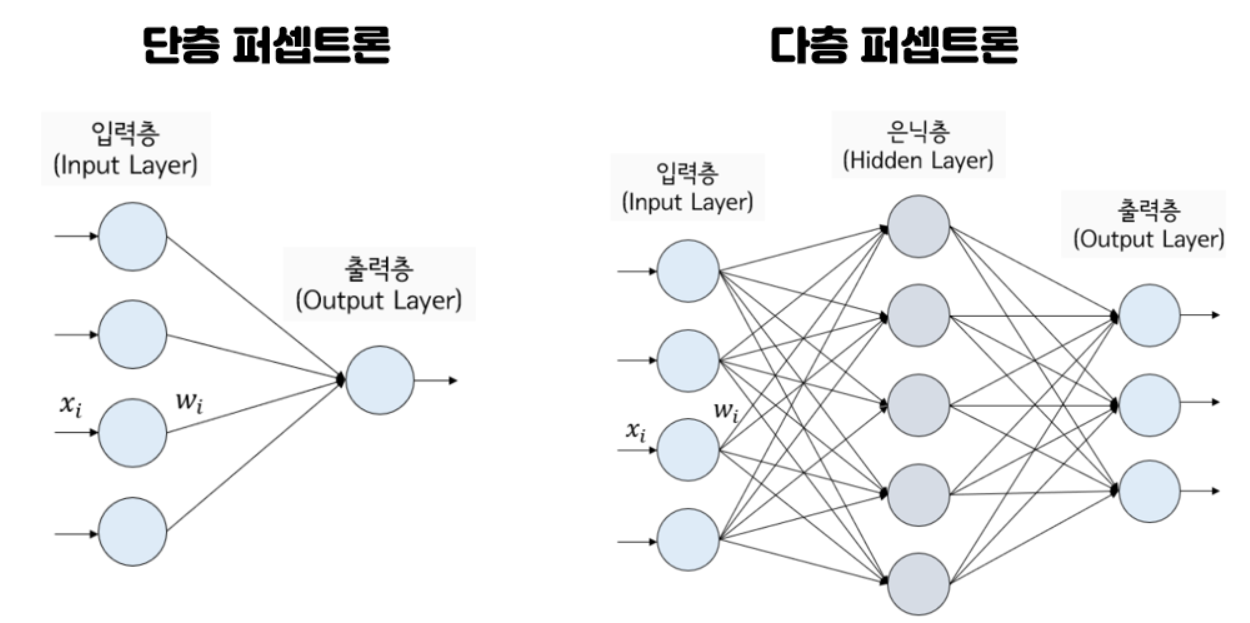 단층 퍼셉트론
입력층
(Input Layer)
출력층
(Output Layer)
x_i
w_i
다층 퍼셉트론
입력층
(Input Layer)
은닉층
(Hidden Layer)
출력층
(Output Layer)
x_i
w_i